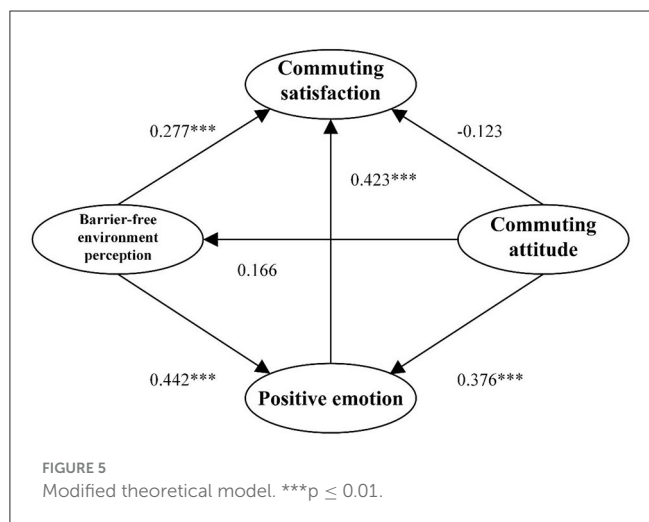 Commuting
satisfaction
0.277***
-0.123
0.423***
Barrier-free
environment
perception
Commuting
attitude
0.166
0.442***
0.376***
Positive emotion
FIGURE 5
Modified theoretical model. ***p ≤ 0.01.